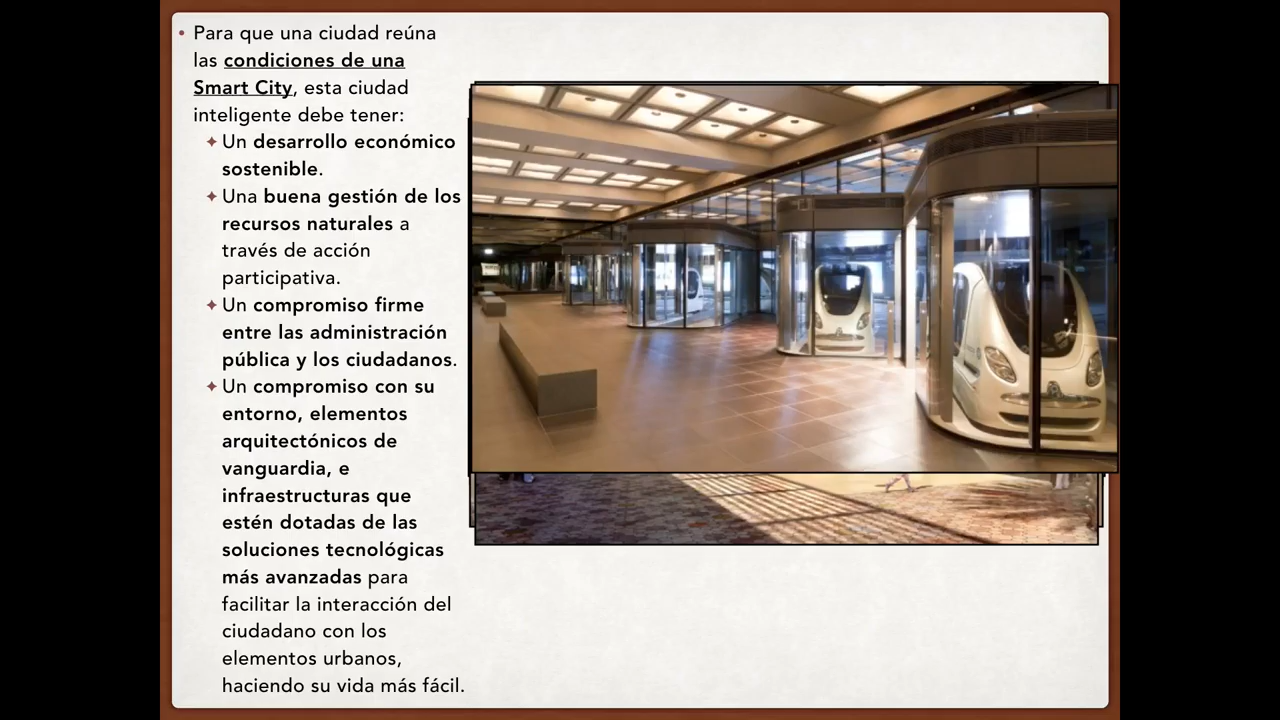 • Para que una ciudad reúna
las condiciones de una
Smart City, esta ciudad
inteligente debe tener:
✦ Un desarrollo económico
sostenible.
✦ Una buena gestión de los
recursos naturales a
través de acción
participativa.
✦ Un compromiso firme
entre las administración
pública y los ciudadanos.
✦ Un compromiso con su
entorno, elementos
arquitectónicos de
vanguardia, e
infraestructuras que
estén dotadas de las
soluciones tecnológicas
más avanzadas para
facilitar la interacción del
ciudadano con los
elementos urbanos,
haciendo su vida más fácil.